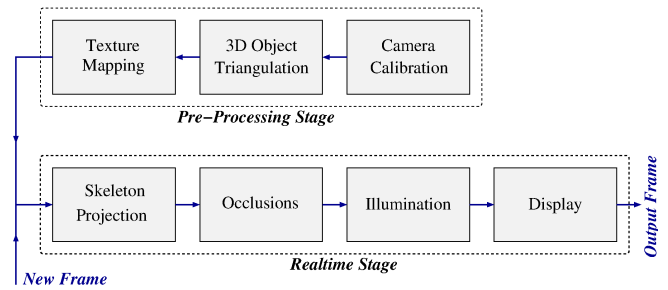 Texture
Mapping
3D Object
Triangulation
Camera
Calibration
Pre-Processing Stage
Skeleton
Projection
Occlusions
Illumination
Display
Output Frame
Realtime Stage
New Frame